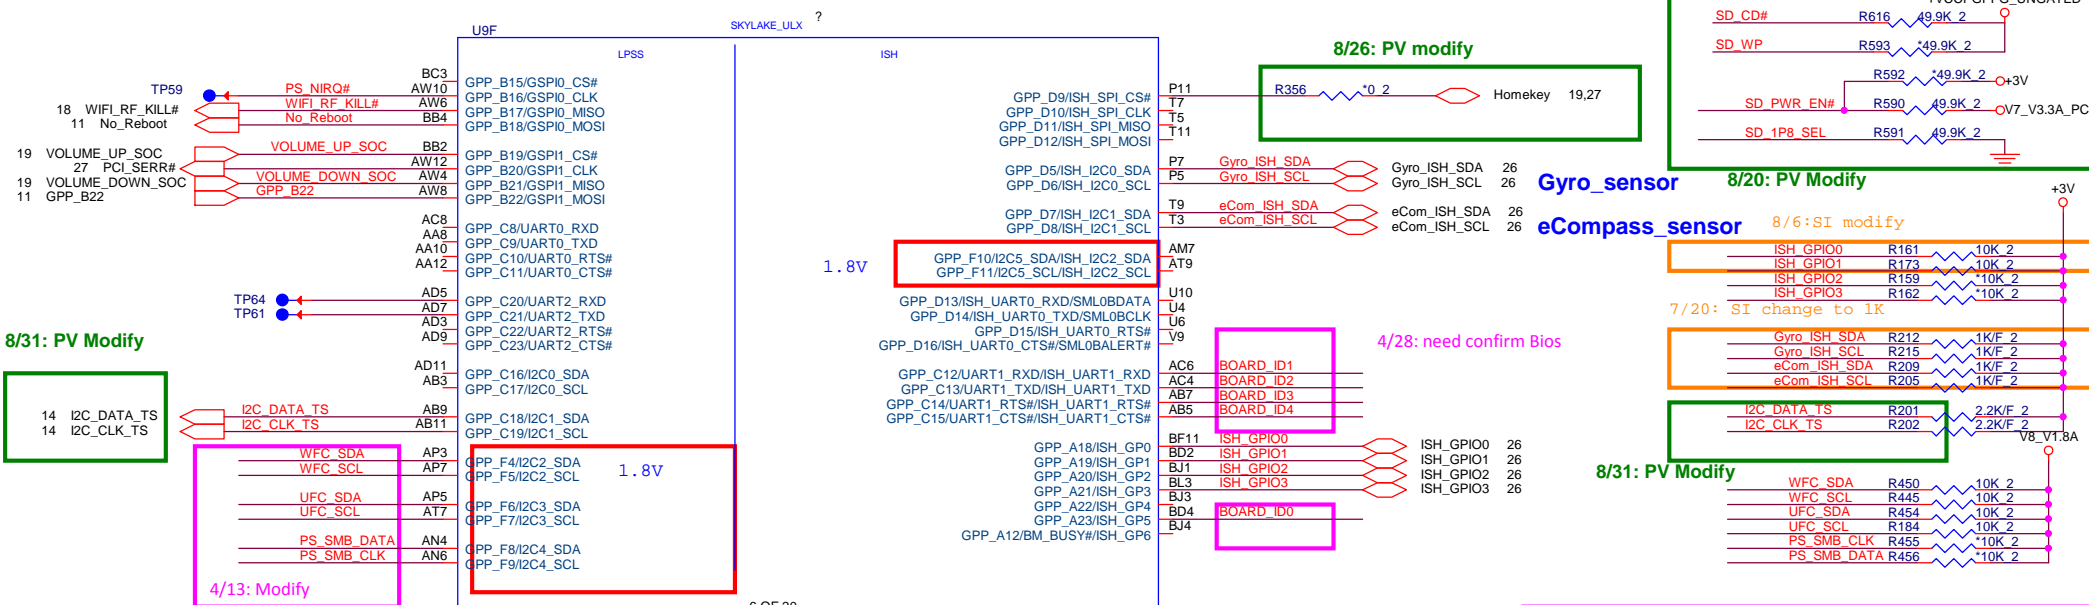 U9F
SKYLAKE_ULX
?
LPSS
ISH
TP59
PS_NIRQ#
18 WIFI_RF_KILL#
WIFI_RF_KILL#
11 No_Reboot
No_Reboot
19 VOLUME_UP_SOC
VOLUME_UP_SOC
27 PCI_SERR#
19 VOLUME_DOWN_SOC
VOLUME_DOWN_SOC
11 GPP_B22
GPP_B22
TP64
TP61
8/31: PV Modify
14 I2C_DATA_TS
I2C_DATA_TS
14 I2C_CLK_TS
I2C_CLK_TS
WFC_SDA
WFC_SCL
UFC_SDA
UFC_SCL
PS_SMB_DATA
PS_SMB_CLK
4/13: Modify
BC3 GPP_B15/GSPI0_CS#
AW10 GPP_B16/GSPI0_CLK
AW6 GPP_B17/GSPI0_MISO
BB4 GPP_B18/GSPI0_MOSI
BB2 GPP_B19/GSPI1_CS#
AW12 GPP_B20/GSPI1_CLK
AW4 GPP_B21/GSPI1_MISO
AW8 GPP_B22/GSPI1_MOSI
AC8 GPP_C8/UART0_RXD
AA8 GPP_C9/UART0_TXD
AA10 GPP_C10/UART0_RTS#
AA12 GPP_C11/UART0_CTS#
AD5 GPP_C20/UART2_RXD
AD7 GPP_C21/UART2_TXD
AD3 GPP_C22/UART2_RTS#
AD9 GPP_C23/UART2_CTS#
AD11 GPP_C16/I2C0_SDA
AB3 GPP_C17/I2C0_SCL
AB9 GPP_C18/I2C1_SDA
AB11 GPP_C19/I2C1_SCL
AP3 GPP_F4/I2C2_SDA
AP7 GPP_F5/I2C2_SCL
1.8V
AP5 GPP_F6/I2C3_SDA
AT7 GPP_F7/I2C3_SCL
AN4 GPP_F8/I2C4_SDA
AN6 GPP_F9/I2C4_SCL
GPP_D9/ISH_SPI_CS# P11
GPP_D10/ISH_SPI_CLK T7
GPP_D11/ISH_SPI_MISO T5
GPP_D12/ISH_SPI_MOSI T11
GPP_D5/ISH_I2C0_SDA P7
GPP_D6/ISH_I2C0_SCL P5
GPP_D7/ISH_I2C1_SDA T9
GPP_D8/ISH_I2C1_SCL T3
1.8V
GPP_F10/I2C5_SDA/ISH_I2C2_SDA AM7
GPP_F11/I2C5_SCL/ISH_I2C2_SCL AT9
GPP_D13/ISH_UART0_RXD/SML0BDATA U10
GPP_D14/ISH_UART0_TXD/SML0BCLK U4
GPP_D15/ISH_UART0_RTS# U6
GPP_D16/ISH_UART0_CTS#/SML0BALERT# V9
GPP_C12/UART1_RXD/ISH_UART1_RXD AC6 BOARD_ID1
GPP_C13/UART1_TXD/ISH_UART1_TXD AC4 BOARD_ID2
GPP_C14/UART1_RTS#/ISH_UART1_RTS# AB7 BOARD_ID3
GPP_C15/UART1_CTS#/ISH_UART1_CTS# AB5 BOARD_ID4
GPP_A18/ISH_GP0 BF11 ISH_GPIO0 ISH_GPIO0 26
GPP_A19/ISH_GP1 BD2 ISH_GPIO1 ISH_GPIO1 26
GPP_A20/ISH_GP2 BJ1 ISH_GPIO2 ISH_GPIO2 26
GPP_A21/ISH_GP3 BL3 ISH_GPIO3 ISH_GPIO3 26
GPP_A22/ISH_GP4 BJ3
GPP_A23/ISH_GP5 BD4 BOARD_ID0
GPP_A12/BM_BUSY#/ISH_GP6 BJ4
8/26: PV modify
R356 *0_2 Homekey 19,27
Gyro_ISH_SDA Gyro_ISH_SDA 26
Gyro_ISH_SCL Gyro_ISH_SCL 26
Gyro_sensor
eCom_ISH_SDA eCom_ISH_SDA 26
eCom_ISH_SCL eCom_ISH_SCL 26
eCompass_sensor
4/28: need confirm Bios
SD_CD# R616 49.9K_2
SD_WP R593 *49.9K_2
R592 *49.9K_2 +3V
SD_PWR_EN# R590 49.9K_2 V7_V3.3A_PC
SD_1P8_SEL R591 49.9K_2
8/20: PV Modify
+3V
8/6:SI modify
ISH_GPIO0 R161 10K_2
ISH_GPIO1 R173 10K_2
ISH_GPIO2 R159 *10K_2
ISH_GPIO3 R162 *10K_2
7/20: SI change to 1K
Gyro_ISH_SDA R212 1K/F_2
Gyro_ISH_SCL R215 1K/F_2
eCom_ISH_SDA R209 1K/F_2
eCom_ISH_SCL R205 1K/F_2
I2C_DATA_TS R201 2.2K/F_2
I2C_CLK_TS R202 2.2K/F_2
V8_V1.8A
8/31: PV Modify
WFC_SDA R450 10K_2
WFC_SCL R445 10K_2
UFC_SDA R454 10K_2
UFC_SCL R184 10K_2
PS_SMB_CLK R455 *10K_2
PS_SMB_DATA R456 *10K_2